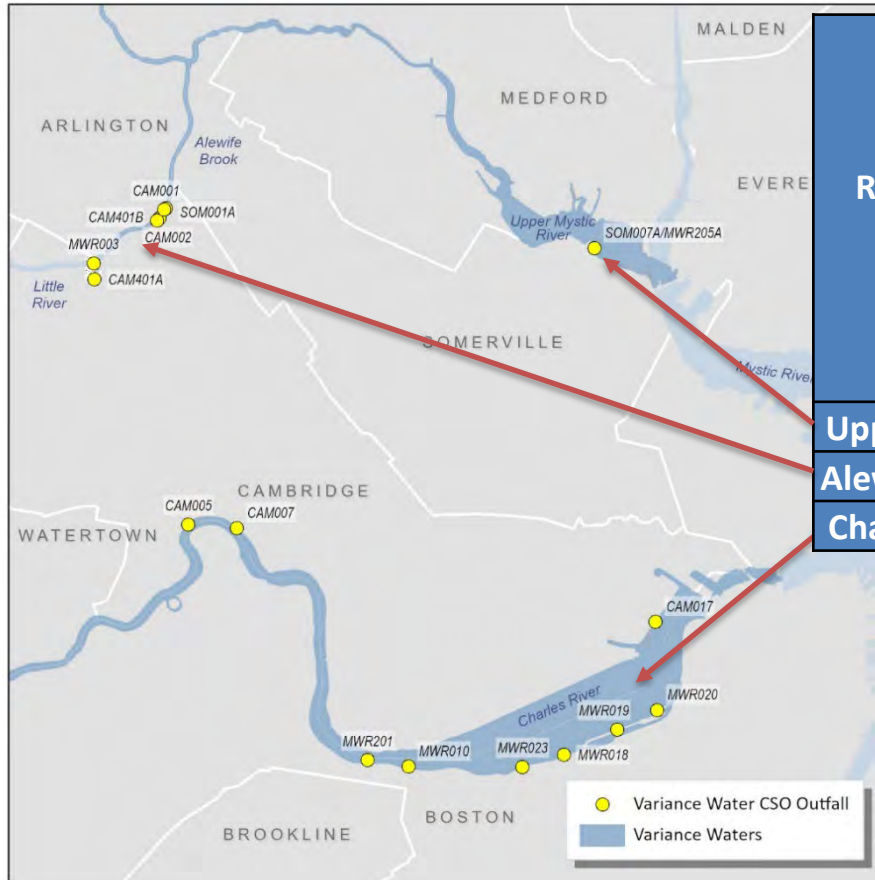 MALDEN
MEDFORD
ARLINGTON
Alewife
Brook
EVERE
R
CAM001
CAM401B
SOM001A
CAM002
Upper Mystic
River
SOM007A/MWR205A
MWR003
CAM401A
Little
River
SOMERVILLE
Mystic River
Upp
Alew
Cha
CAM005
CAMBRIDGE
CAM007
WATERTOWN
CAM017
Charles River
MWR019
MWR020
MWR201
MWR010
MWR023
MWR018
BOSTON
BROOKLINE
Variance Water CSO Outfall
Variance Waters